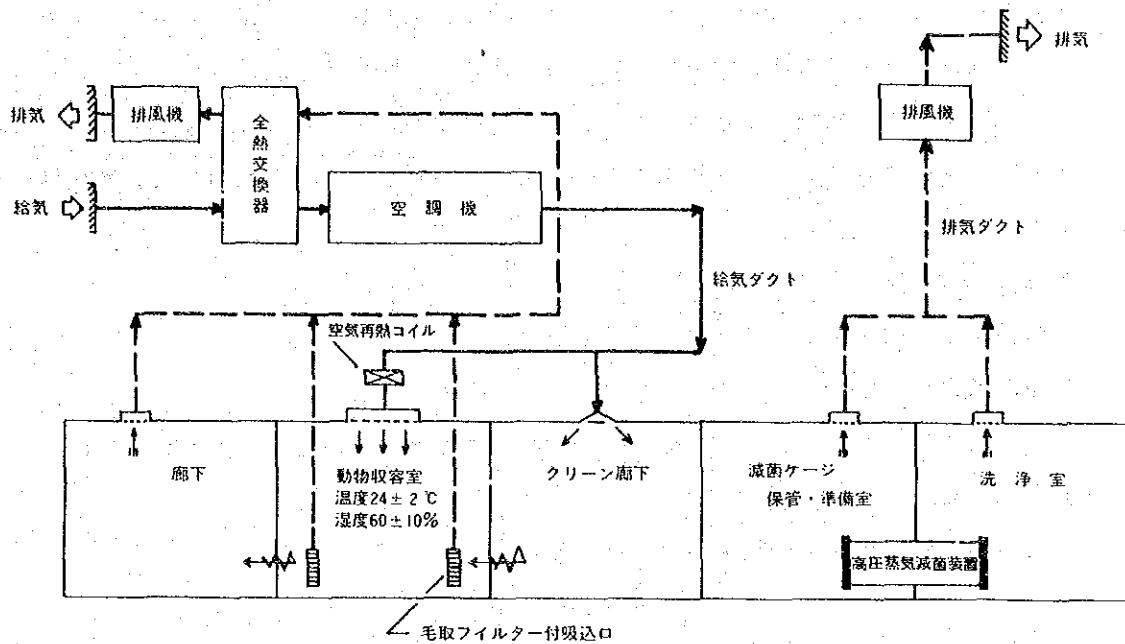 排気
排気
排風機
全熱交換器
排風機
給気
空調機
排気ダクト
給気ダクト
空気再熱コイル
廊下
動物収容室
温度24±2℃
湿度60±10%
クリーン廊下
滅菌ケージ
保管・準備室
洗浄室
高圧蒸気滅菌装置
毛取フイルター付吸込口